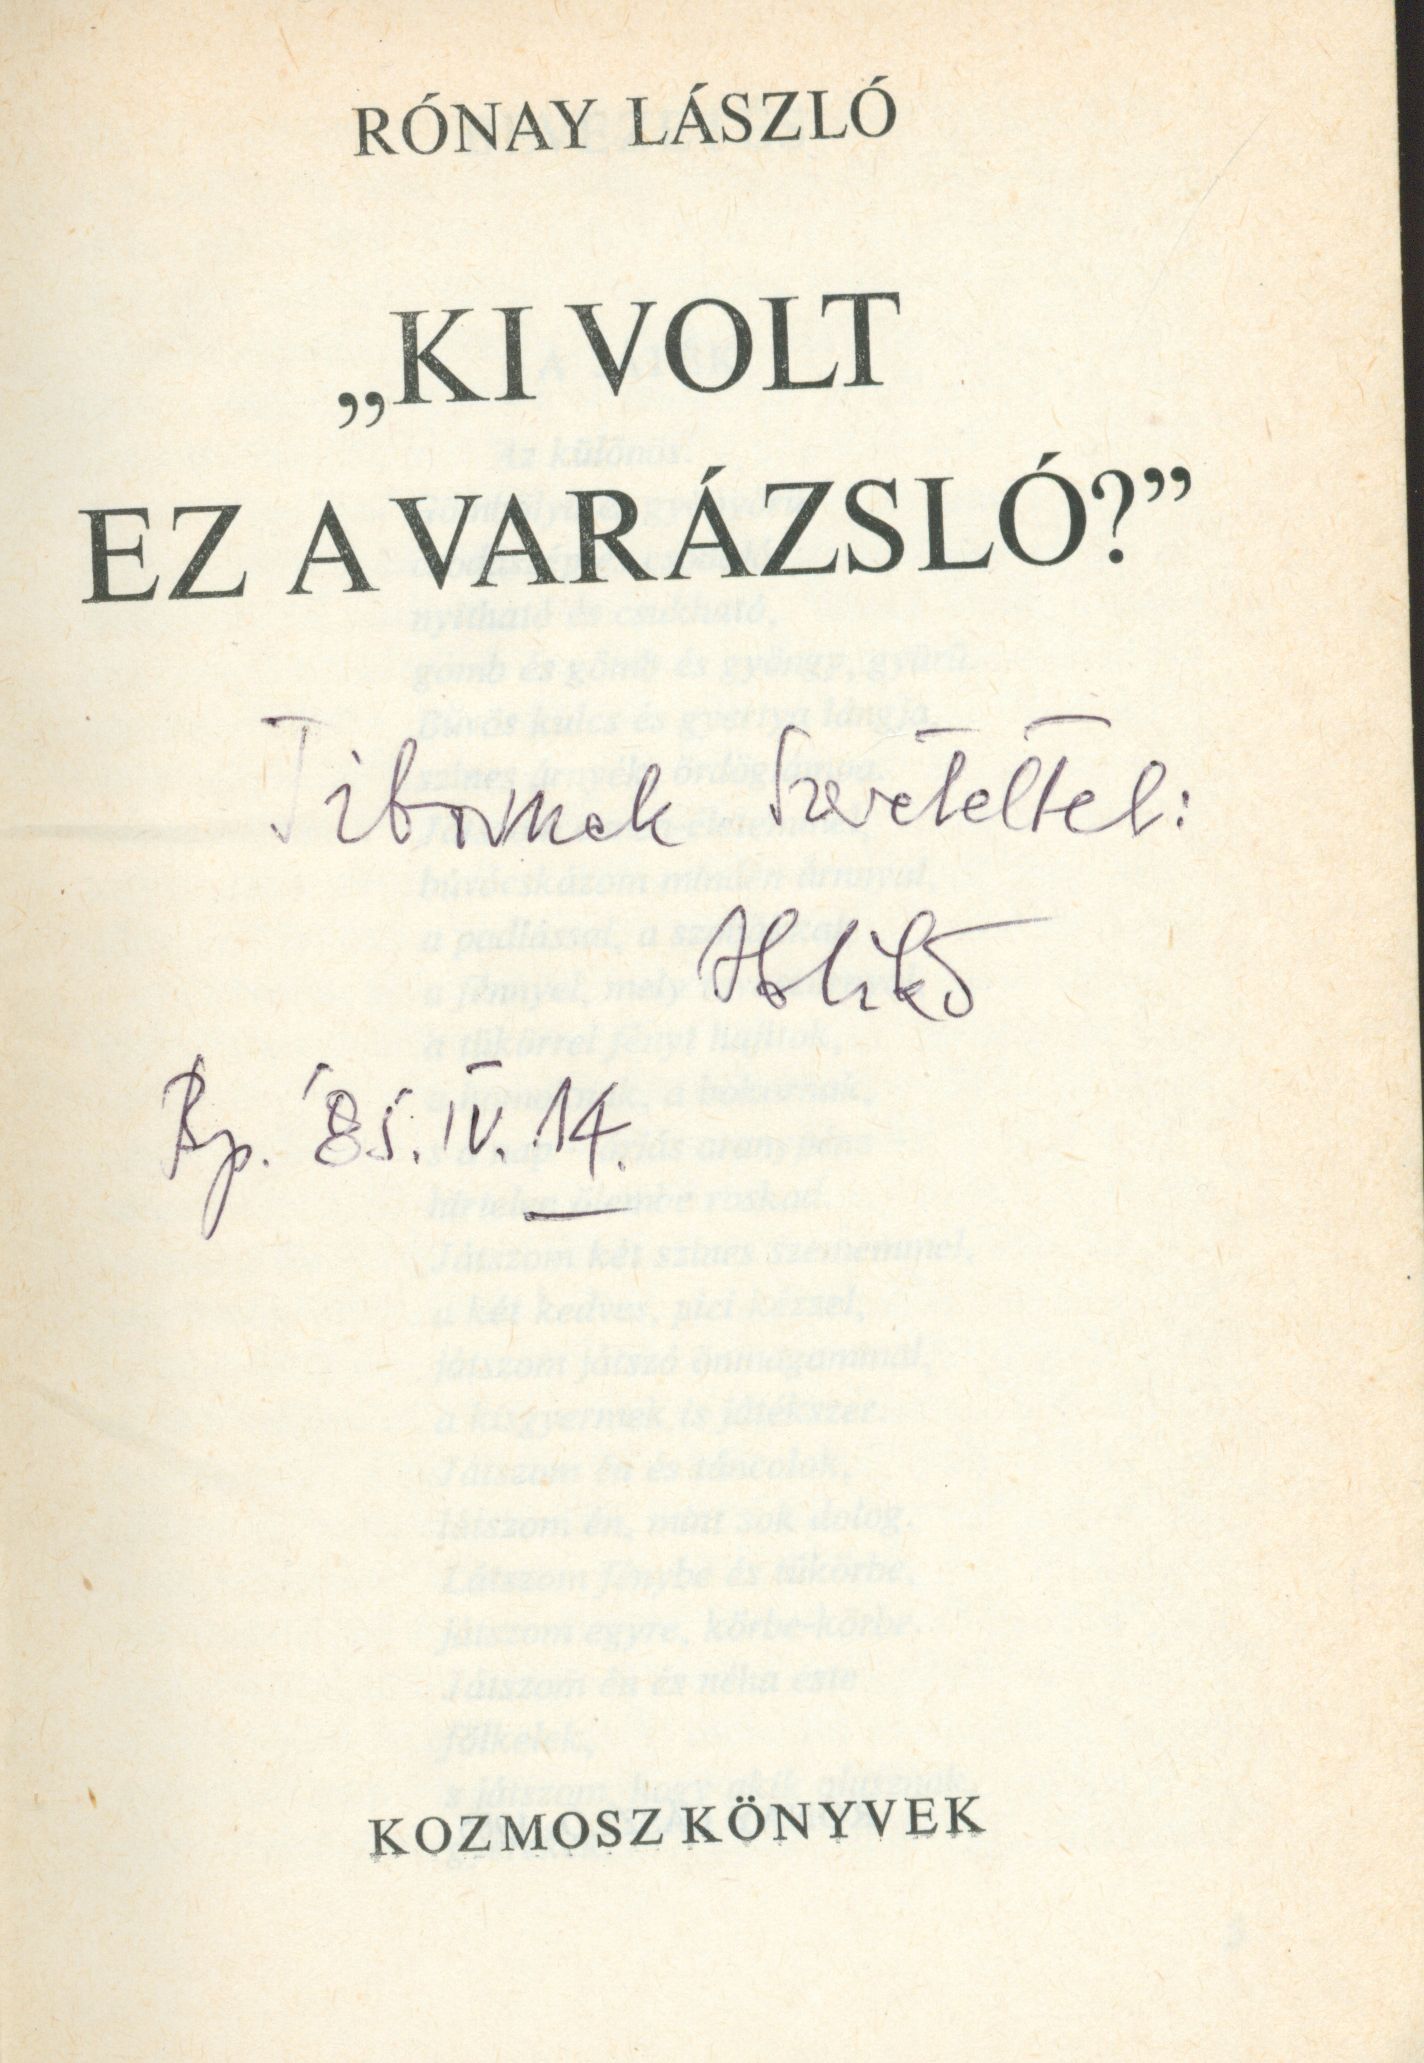 RÓNAY LÁSZLÓ
„KI VOLT
EZ A VARÁZSLÓ?”
Tibornak szeretettel:
Bp. '85. IV. 14.
KOZMOSZ KÖNYVEK